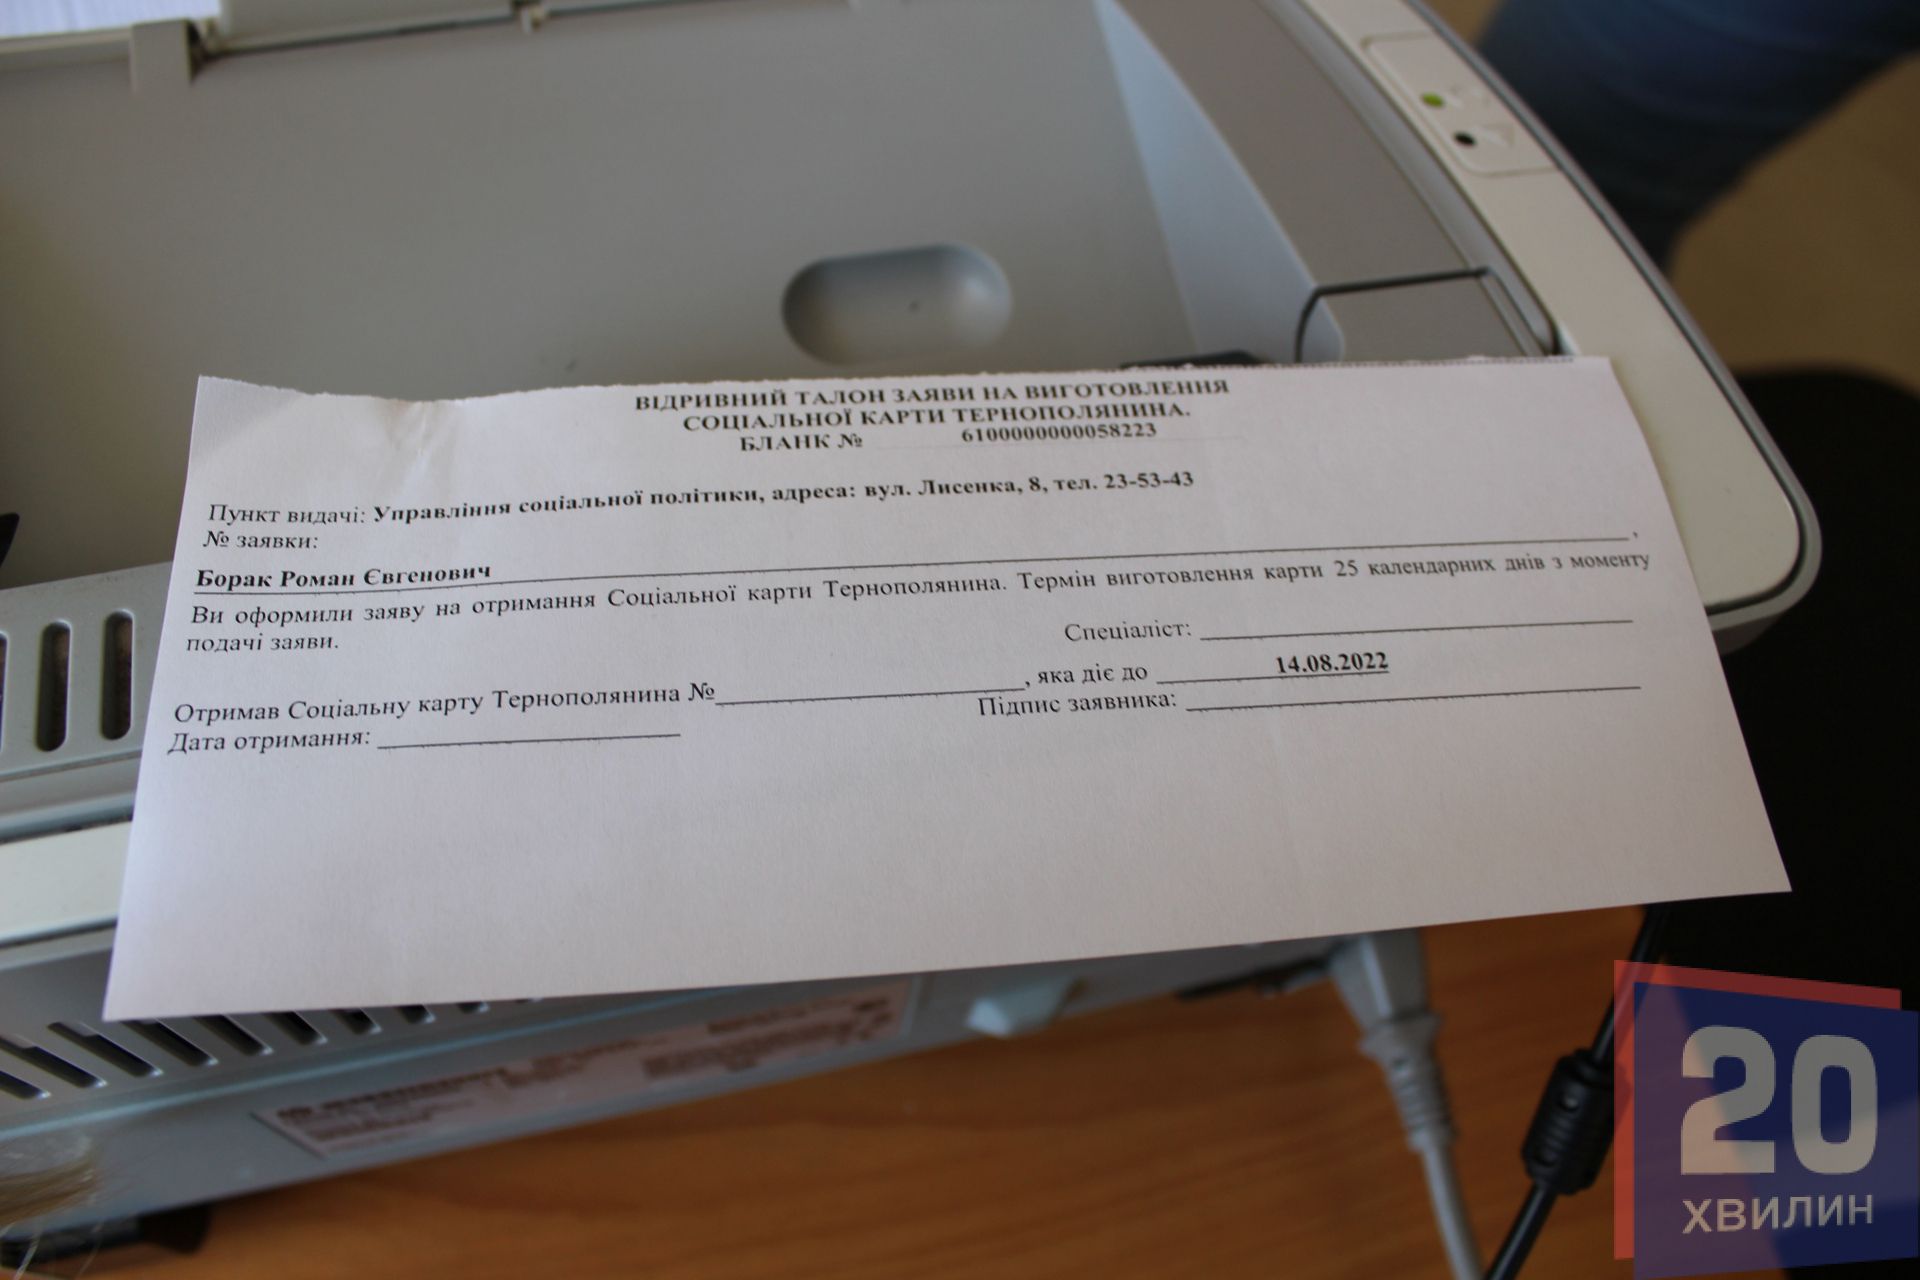 ВІДРИВНИЙ ТАЛОН ЗАЯВИ НА ВИГОТОВЛЕННЯ
СОЦІАЛЬНОЇ КАРТИ ТЕРНОПОЛЯНИНА.
БЛАНК № 6100000000058223
Пункт видачі: Управління соціальної політики, адреса: вул. Лисенка, 8, тел. 23-53-43
№ заявки:
Борак Роман Євгенович,
Ви оформили заяву на отримання Соціальної карти Тернополянина. Термін виготовлення карти 25 календарних днів з моменту
подачі заяви.
Спеціаліст:
Отримав Соціальну карту Тернополянина №, яка діє до 14.08.2022
Дата отримання: Підпис заявника:
20
ХВИЛИН